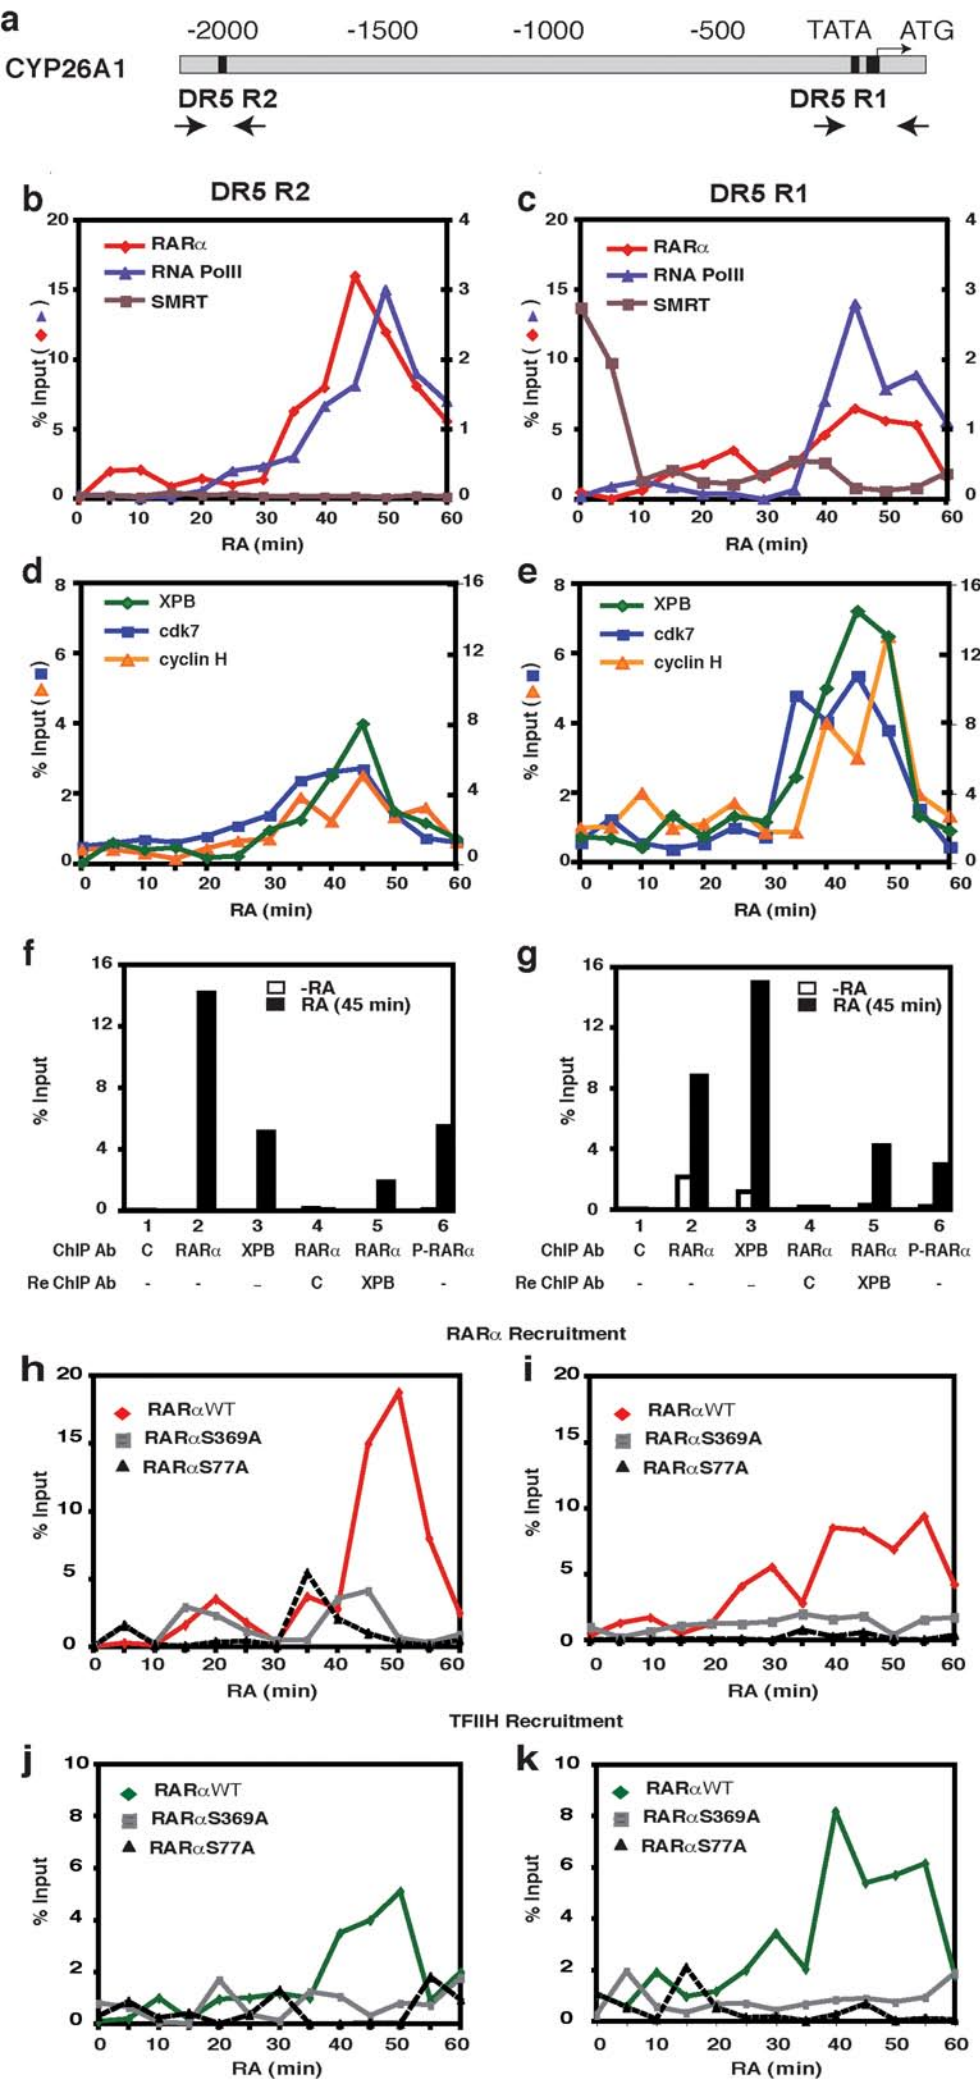 a
-2000 -1500 -1000 -500 TATA ATG
CYP26A1
DR5 R2 DR5 R1
b DR5 R2
20 4
RARα
RNA PolII
15 3
SMRT
% Input ( )
10 2
5 1
0 0
0 10 20 30 40 50 60
RA (min)
c DR5 R1
20 4
RARα
RNA PolII
15 3
SMRT
% Input ( )
10 2
5 1
0 0
0 10 20 30 40 50 60
RA (min)
d
8 16
XPB
cdk7
6 12
cyclin H
% Input ( )
4 8
2 4
0 0
0 10 20 30 40 50 60
RA (min)
e
8 16
XPB
cdk7
6 12
cyclin H
% Input ( )
4 8
2 4
0 0
0 10 20 30 40 50 60
RA (min)
f
16
-RA
RA (45 min)
12
% Input
8
4
0
1 2 3 4 5 6
ChIP Ab C RARα XPB RARα RARα P-RARα
Re ChIP Ab - - - C XPB -
g
16
-RA
RA (45 min)
12
% Input
8
4
0
1 2 3 4 5 6
ChIP Ab C RARα XPB RARα RARα P-RARα
Re ChIP Ab - - - C XPB -
RARα Recruitment
h
20
RARαWT
RARαS369A
15
RARαS77A
% Input
10
5
0
0 10 20 30 40 50 60
RA (min)
i
20
RARαWT
RARαS369A
15
RARαS77A
% Input
10
5
0
0 10 20 30 40 50 60
RA (min)
TFIIH Recruitment
j
10
RARαWT
8
RARαS369A
RARαS77A
6
% Input
4
2
0
0 10 20 30 40 50 60
RA (min)
k
10
RARαWT
8
RARαS369A
RARαS77A
6
% Input
4
2
0
0 10 20 30 40 50 60
RA (min)